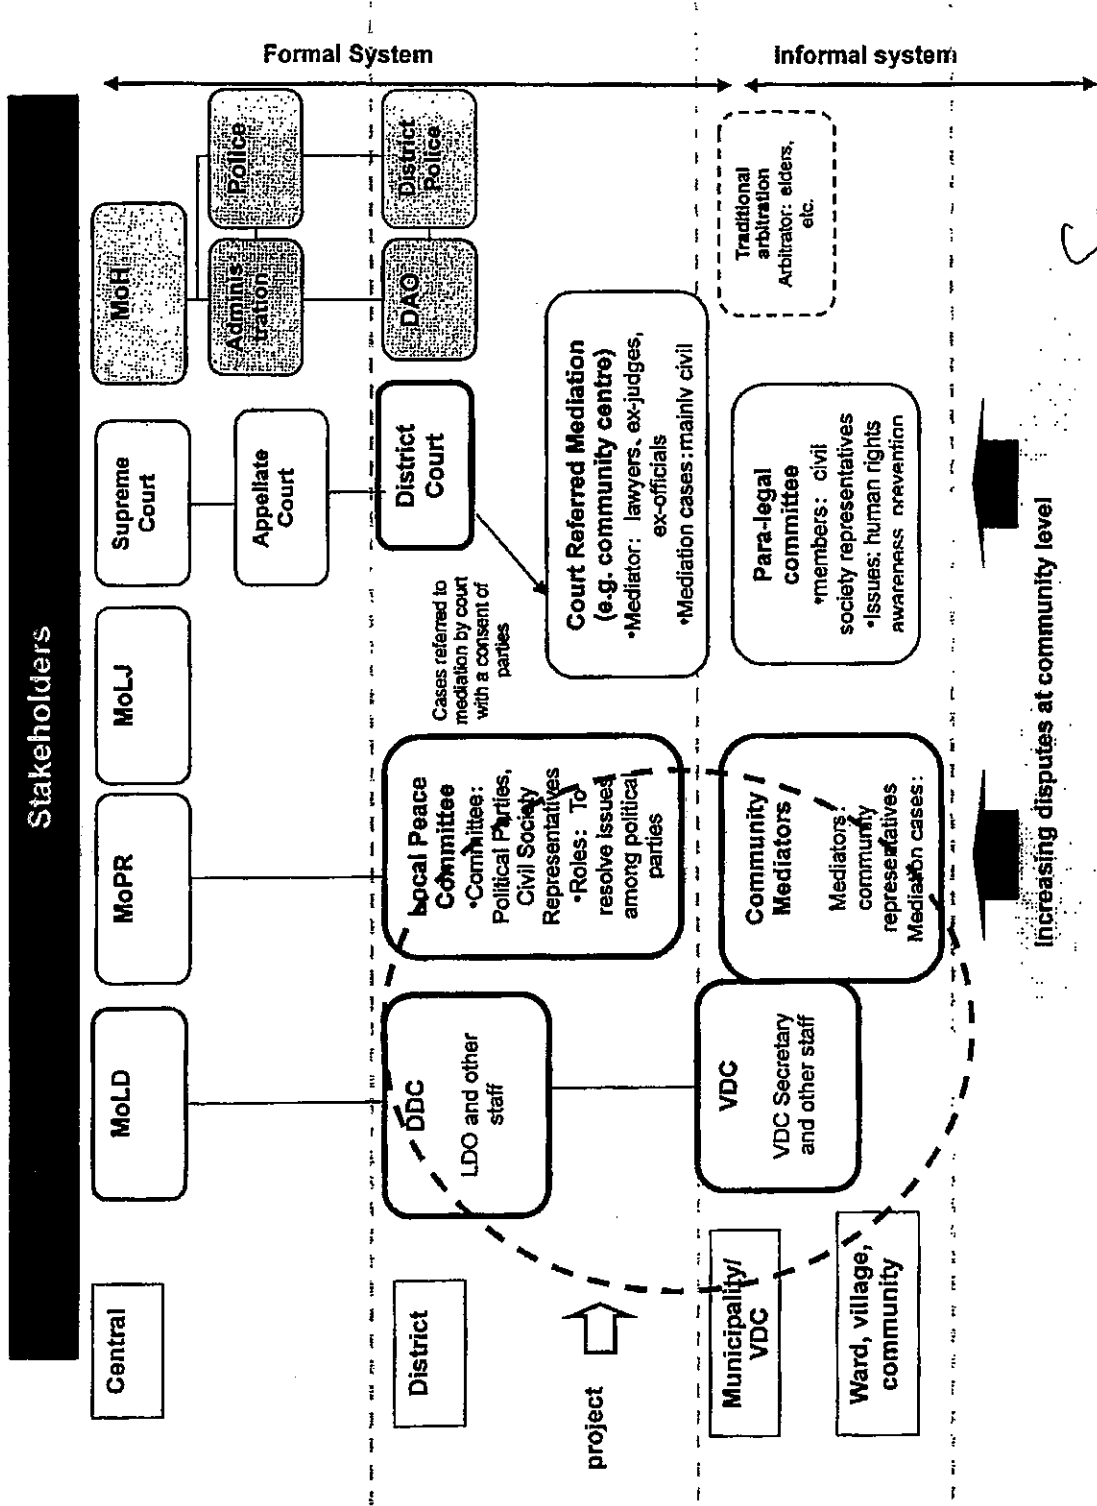 Stakeholders
Central
MoLD
MoPR
MoLJ
Supreme
Court
MoH
Formal System
Appellate
Court
Adminis-
tration
Police
District
DDC
LDO and other
staff
Local Peace
Committee
•Committee:
Political Parties,
Civil Society
Representatives
•Roles: To
resolve issues
among political
parties
Cases referred to
mediation by court
with a consent of
parties
District
Court
DAO
District
Police
project
Court Referred Mediation
(e.g. community centre)
•Mediator: lawyers, ex-judges,
ex-officials
•Mediation cases:mainly civil
Municipality/
VDC
VDC
VDC Secretary
and other staff
Community
Mediators
Mediators:
community
representatives
Mediation cases:
Para-legal
committee
•members: civil
society representatives
•Issues: human rights
awareness prevention
Traditional
arbitration
Arbitrator: elders,
etc.
Informal system
Ward, village,
community
Increasing disputes at community level